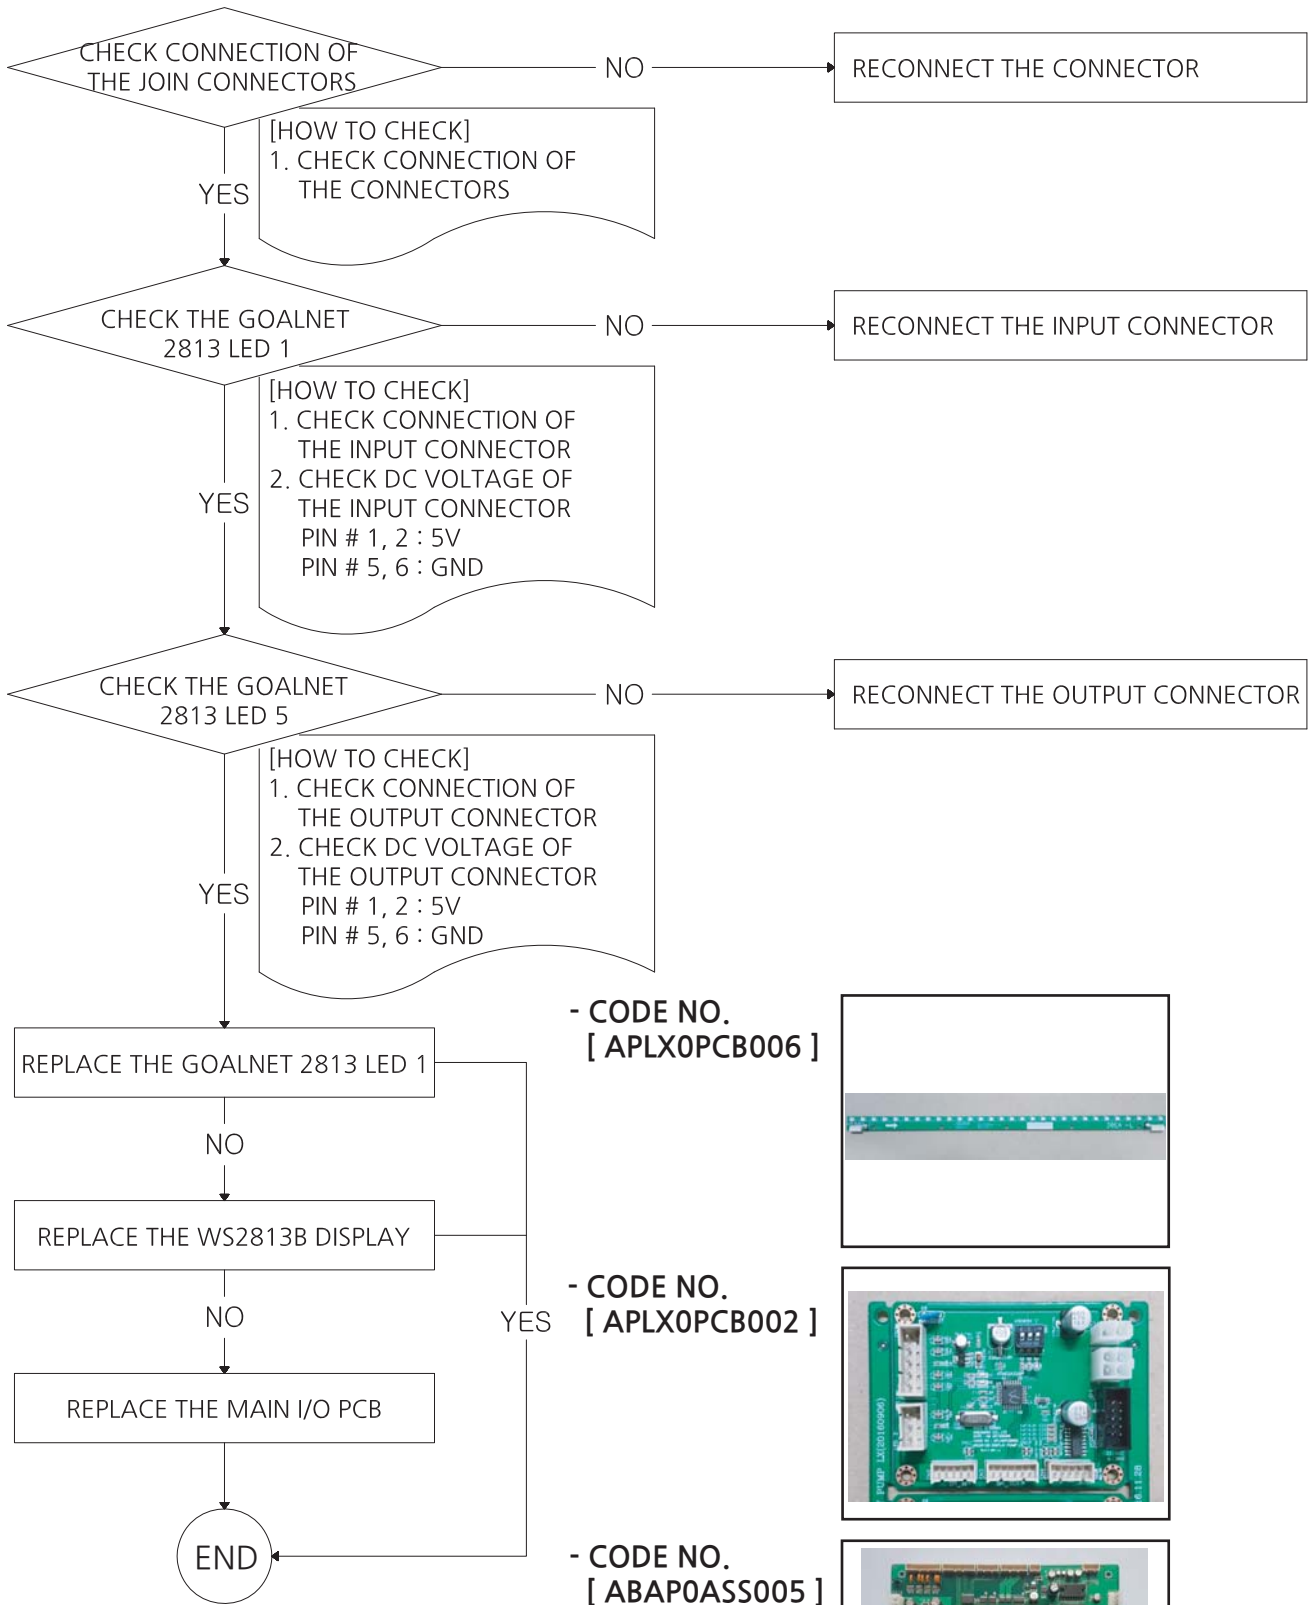 CHECK CONNECTION OF
THE JOIN CONNECTORS
NO
RECONNECT THE CONNECTOR
[HOW TO CHECK]
1. CHECK CONNECTION OF
THE CONNECTORS
YES
CHECK THE GOALNET
2813 LED 1
NO
RECONNECT THE INPUT CONNECTOR
[HOW TO CHECK]
1. CHECK CONNECTION OF
THE INPUT CONNECTOR
2. CHECK DC VOLTAGE OF
THE INPUT CONNECTOR
PIN # 1, 2 : 5V
PIN # 5, 6 : GND
YES
CHECK THE GOALNET
2813 LED 5
NO
RECONNECT THE OUTPUT CONNECTOR
[HOW TO CHECK]
1. CHECK CONNECTION OF
THE OUTPUT CONNECTOR
2. CHECK DC VOLTAGE OF
THE OUTPUT CONNECTOR
PIN # 1, 2 : 5V
PIN # 5, 6 : GND
YES
REPLACE THE GOALNET 2813 LED 1
NO
REPLACE THE WS2813B DISPLAY
NO
YES
REPLACE THE MAIN I/O PCB
END
- CODE NO.
[ APLX0PCB006 ]
- CODE NO.
[ APLX0PCB002 ]
PUMP LX(20160906)
6.11.28
- CODE NO.
[ ABAP0ASS005 ]